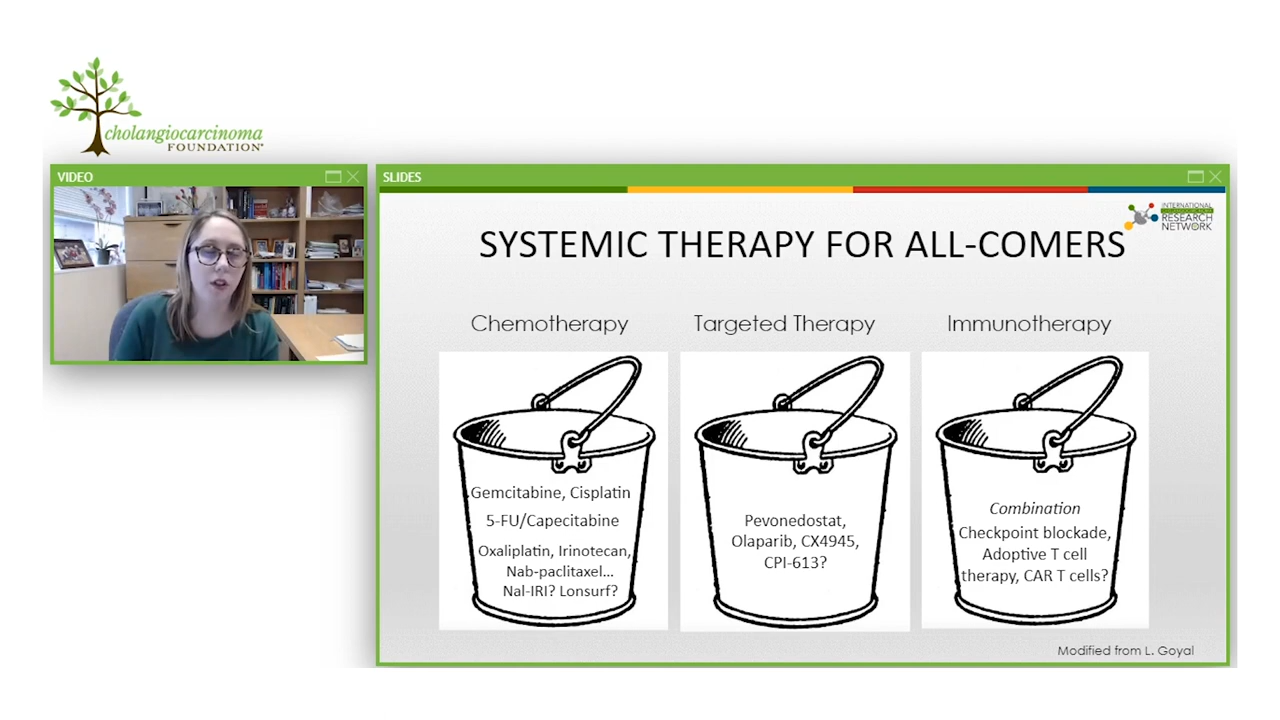 cholangiocarcinoma
FOUNDATION
VIDEO
SLIDES
INTERNATIONAL
RESEARCH
NETWORK
SYSTEMIC THERAPY FOR ALL-COMERS
Chemotherapy
Gemcitabine, Cisplatin
5-FU/Capecitabine
Oxaliplatin, Irinotecan,
Nab-paclitaxel...
Nal-IRI? Lonsurf?
Targeted Therapy
Pevonedostat,
Olaparib, CX4945,
CPI-613?
Immunotherapy
Combination
Checkpoint blockade,
Adoptive T cell
therapy, CAR T cells?
Modified from L. Goyal